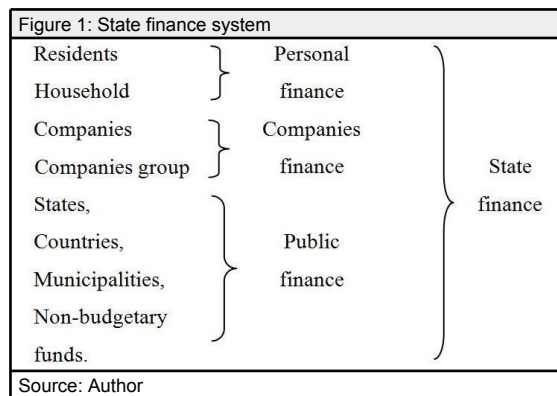 Figure 1: State finance system
Residents
Household
Personal
finance
Companies
Companies group
Companies
finance
States,
Countries,
Municipalities,
Non-budgetary
funds.
Public
finance
State
finance
Source: Author